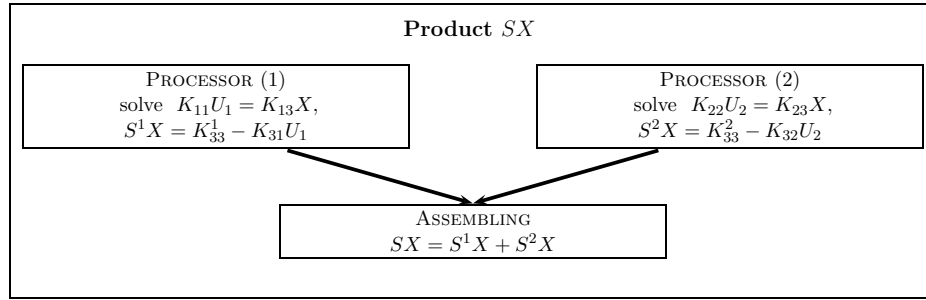 Product SX
PROCESSOR (1)
solve K₁₁U₁ = K₁₃X,
S¹X = K¹₃₃ − K₃₁U₁
PROCESSOR (2)
solve K₂₂U₂ = K₂₃X,
S²X = K²₃₃ − K₃₂U₂
ASSEMBLING
SX = S¹X + S²X